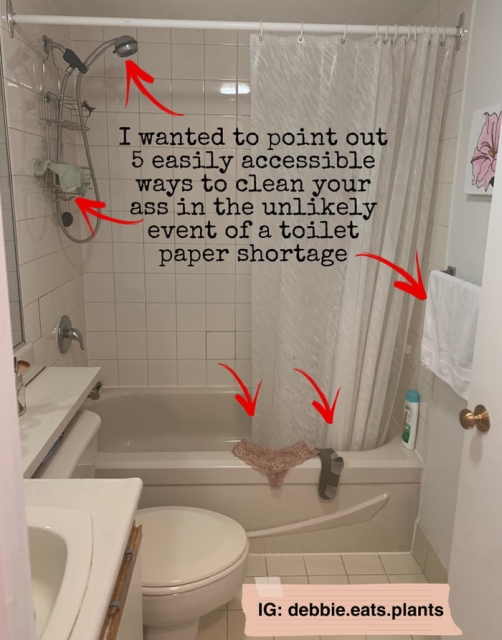 I wanted to point out
5 easily accessible
ways to clean your
ass in the unlikely
event of a toilet
paper shortage
IG: debbie.eats.plants